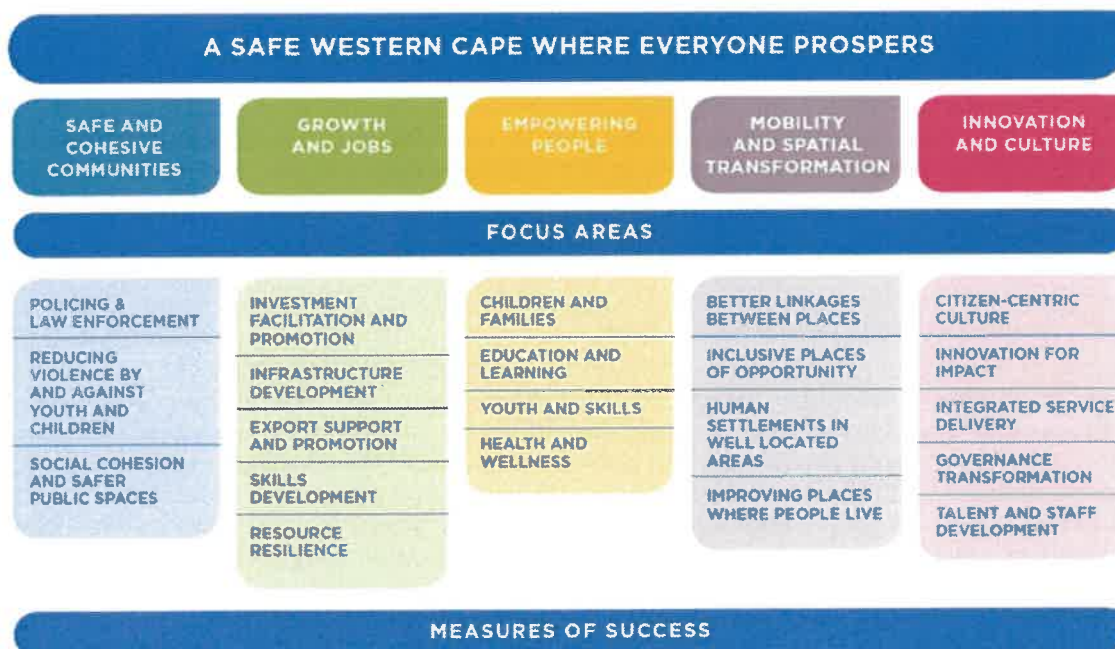 A SAFE WESTERN CAPE WHERE EVERYONE PROSPERS
SAFE AND
COHESIVE
COMMUNITIES
GROWTH
AND JOBS
EMPOWERING
PEOPLE
MOBILITY
AND SPATIAL
TRANSFORMATION
INNOVATION
AND CULTURE
FOCUS AREAS
POLICING &
LAW ENFORCEMENT
REDUCING
VIOLENCE BY
AND AGAINST
YOUTH AND
CHILDREN
SOCIAL COHESION
AND SAFER
PUBLIC SPACES
INVESTMENT
FACILITATION AND
PROMOTION
INFRASTRUCTURE
DEVELOPMENT
EXPORT SUPPORT
AND PROMOTION
SKILLS
DEVELOPMENT
RESOURCE
RESILIENCE
CHILDREN AND
FAMILIES
EDUCATION AND
LEARNING
YOUTH AND SKILLS
HEALTH AND
WELLNESS
BETTER LINKAGES
BETWEEN PLACES
INCLUSIVE PLACES
OF OPPORTUNITY
HUMAN
SETTLEMENTS IN
WELL LOCATED
AREAS
IMPROVING PLACES
WHERE PEOPLE LIVE
CITIZEN-CENTRIC
CULTURE
INNOVATION FOR
IMPACT
INTEGRATED SERVICE
DELIVERY
GOVERNANCE
TRANSFORMATION
TALENT AND STAFF
DEVELOPMENT
MEASURES OF SUCCESS